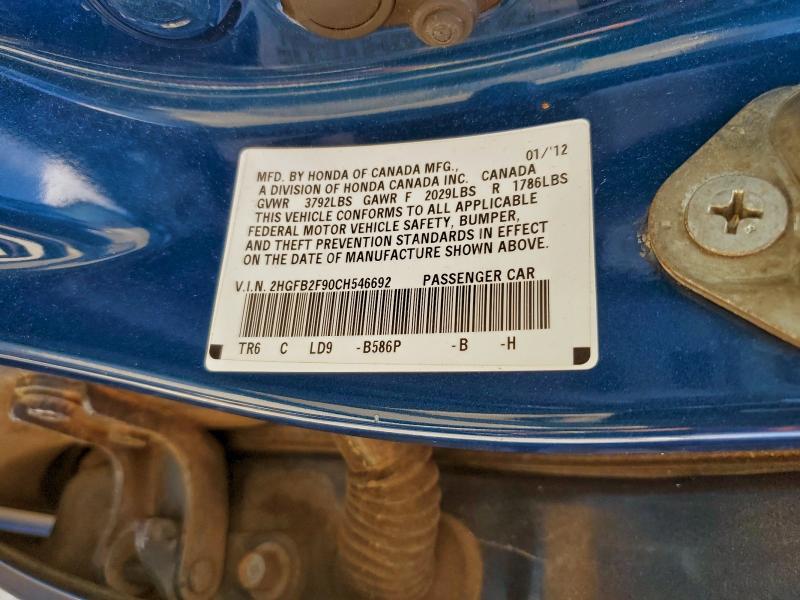 01/'12
MFD. BY HONDA OF CANADA MFG.,
A DIVISION OF HONDA CANADA INC. CANADA
GVWR 3792LBS GAWR F 2029LBS R 1786LBS
THIS VEHICLE CONFORMS TO ALL APPLICABLE
FEDERAL MOTOR VEHICLE SAFETY, BUMPER,
AND THEFT PREVENTION STANDARDS IN EFFECT
ON THE DATE OF MANUFACTURE SHOWN ABOVE.
V.I.N. 2HGFB2F90CH546692 PASSENGER CAR
TR6 C LD9 -B586P -B -H